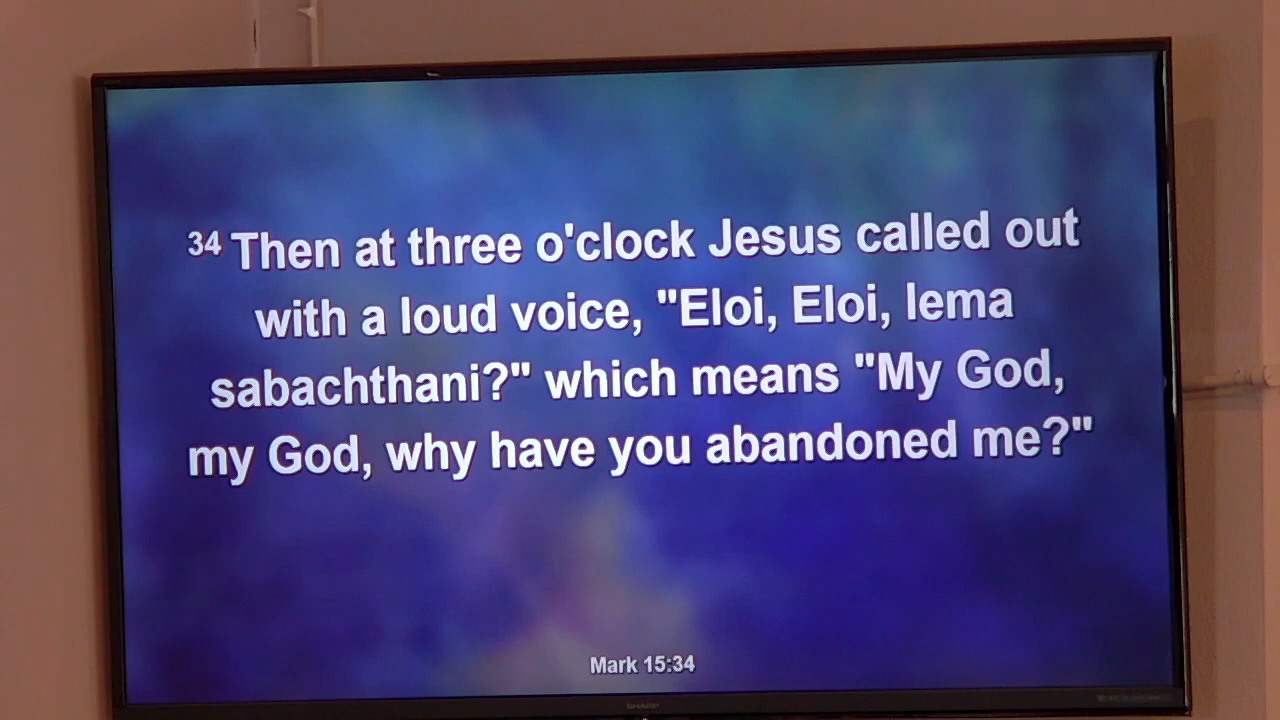 34 Then at three o'clock Jesus called out
with a loud voice, "Eloi, Eloi, lema
sabachthani?" which means "My God,
my God, why have you abandoned me?"
Mark 15:34
SHARP